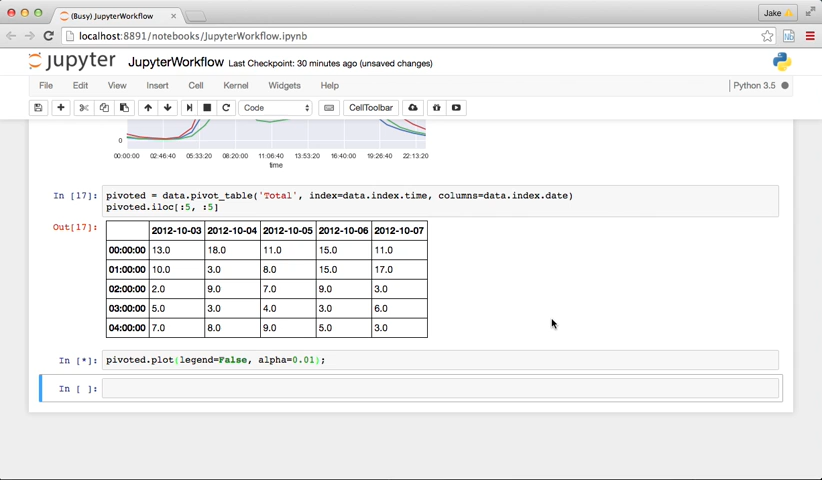 (Busy) JupyterWorkflow
Jake
localhost:8891/notebooks/JupyterWorkflow.ipynb
jupyter JupyterWorkflow Last Checkpoint: 30 minutes ago (unsaved changes)
File Edit View Insert Cell Kernel Widgets Help Python 3.5
Code CellToolbar
0
00:00:00 02:46:40 05:33:20 08:20:00 11:06:40 13:53:20 16:40:00 19:26:40 22:13:20
time
In [17]: pivoted = data.pivot_table('Total', index=data.index.time, columns=data.index.date)
pivoted.iloc[:5, :5]
Out[17]:
2012-10-03 2012-10-04 2012-10-05 2012-10-06 2012-10-07
00:00:00 13.0 18.0 11.0 15.0 11.0
01:00:00 10.0 3.0 8.0 15.0 17.0
02:00:00 2.0 9.0 7.0 9.0 3.0
03:00:00 5.0 3.0 4.0 3.0 6.0
04:00:00 7.0 8.0 9.0 5.0 3.0
In [*]: pivoted.plot(legend=False, alpha=0.01);
In [ ]: